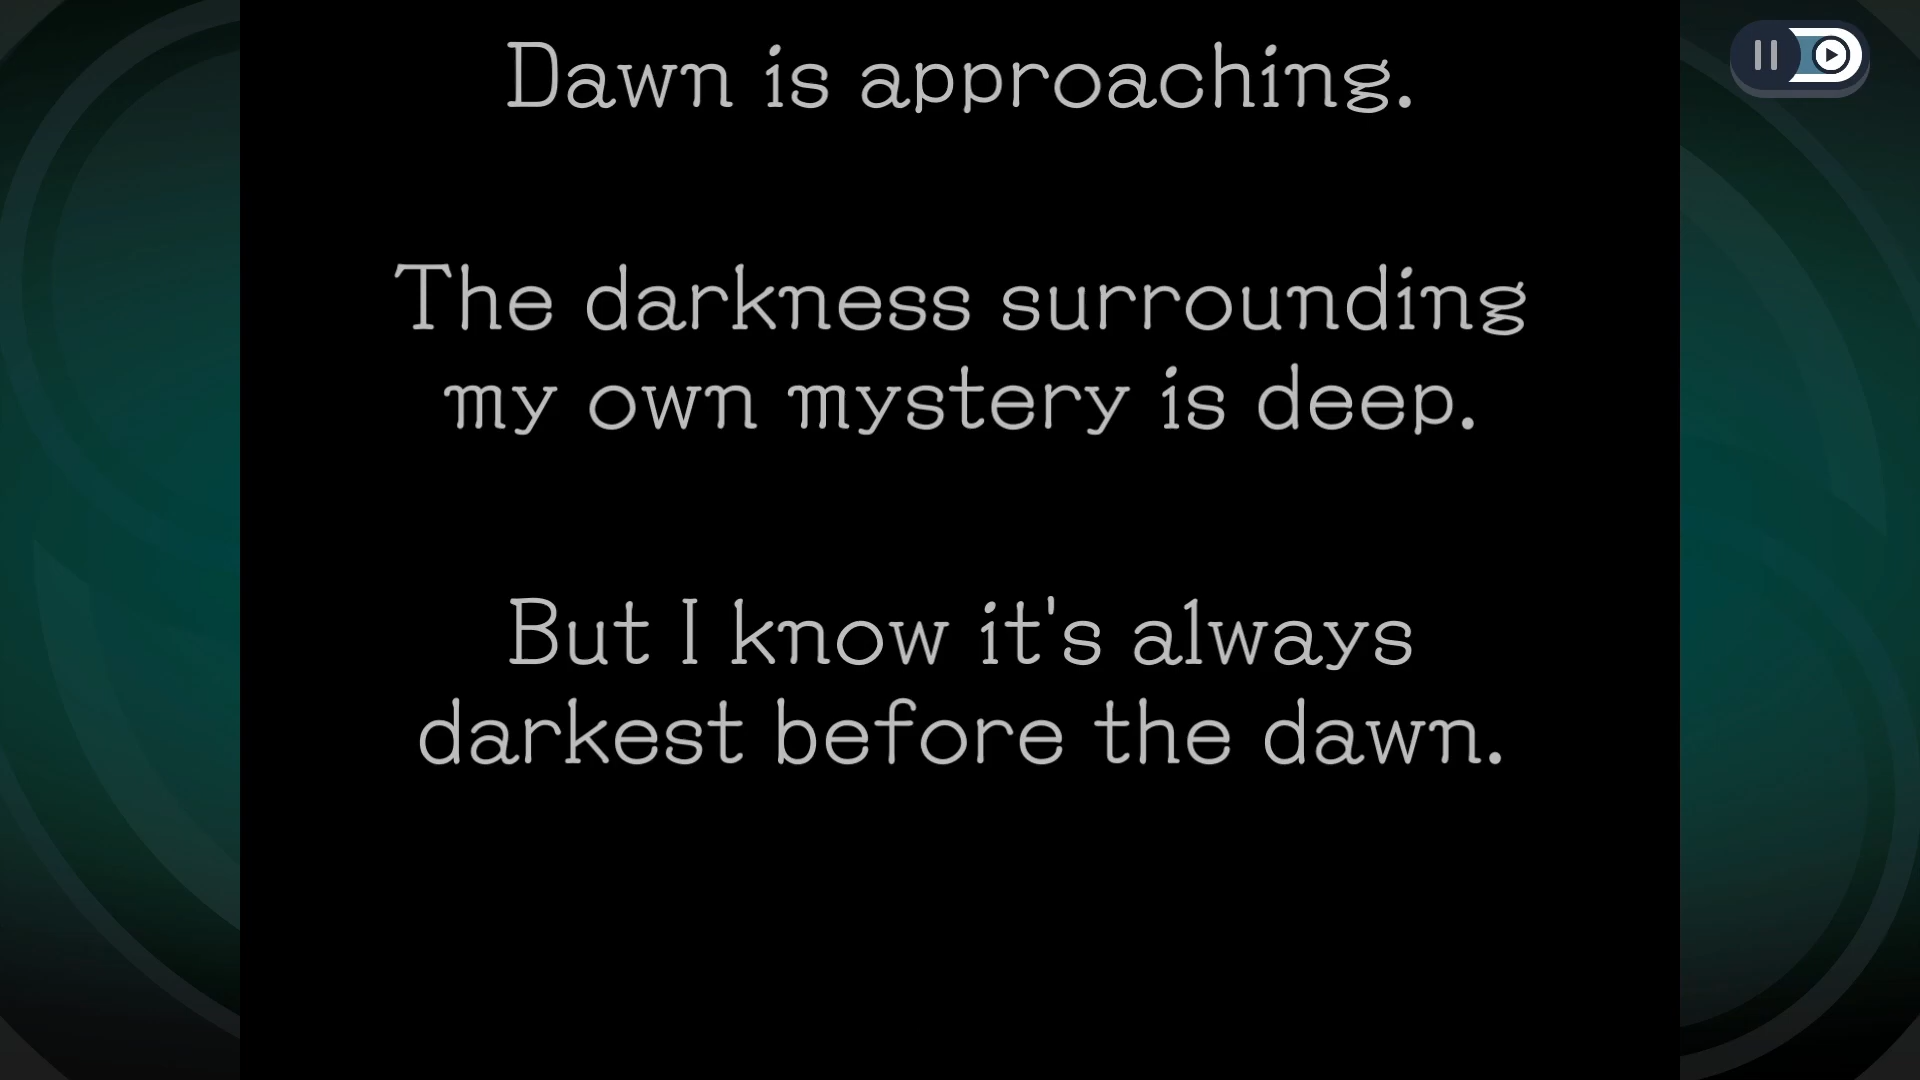 Dawn is approaching.
The darkness surrounding
my own mystery is deep.
But I know it's always
darkest before the dawn.